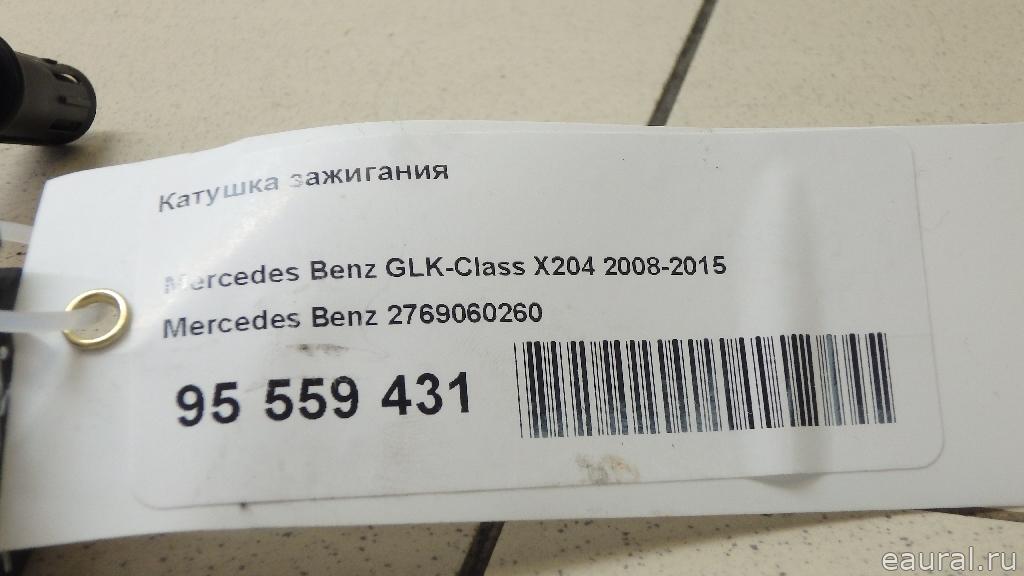 Катушка зажигания
Mercedes Benz GLK-Class X204 2008-2015
Mercedes Benz 2769060260
95 559 431
eaural.ru